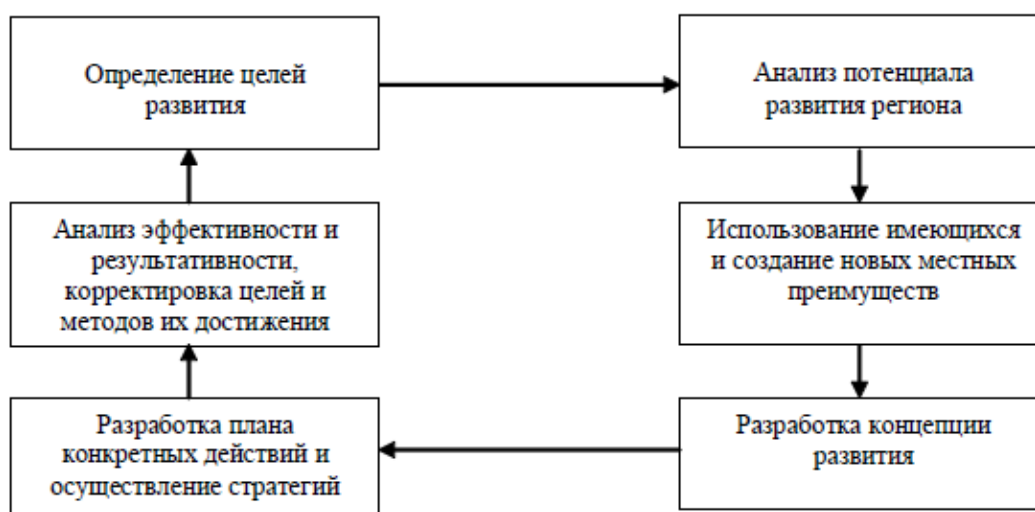 Определение целей
развития
Анализ потенциала
развития региона
Использование имеющихся
и создание новых местных
преимуществ
Разработка концепции
развития
Разработка плана
конкретных действий и
осуществление стратегий
Анализ эффективности и
результативности,
корректировка целей и
методов их достижения